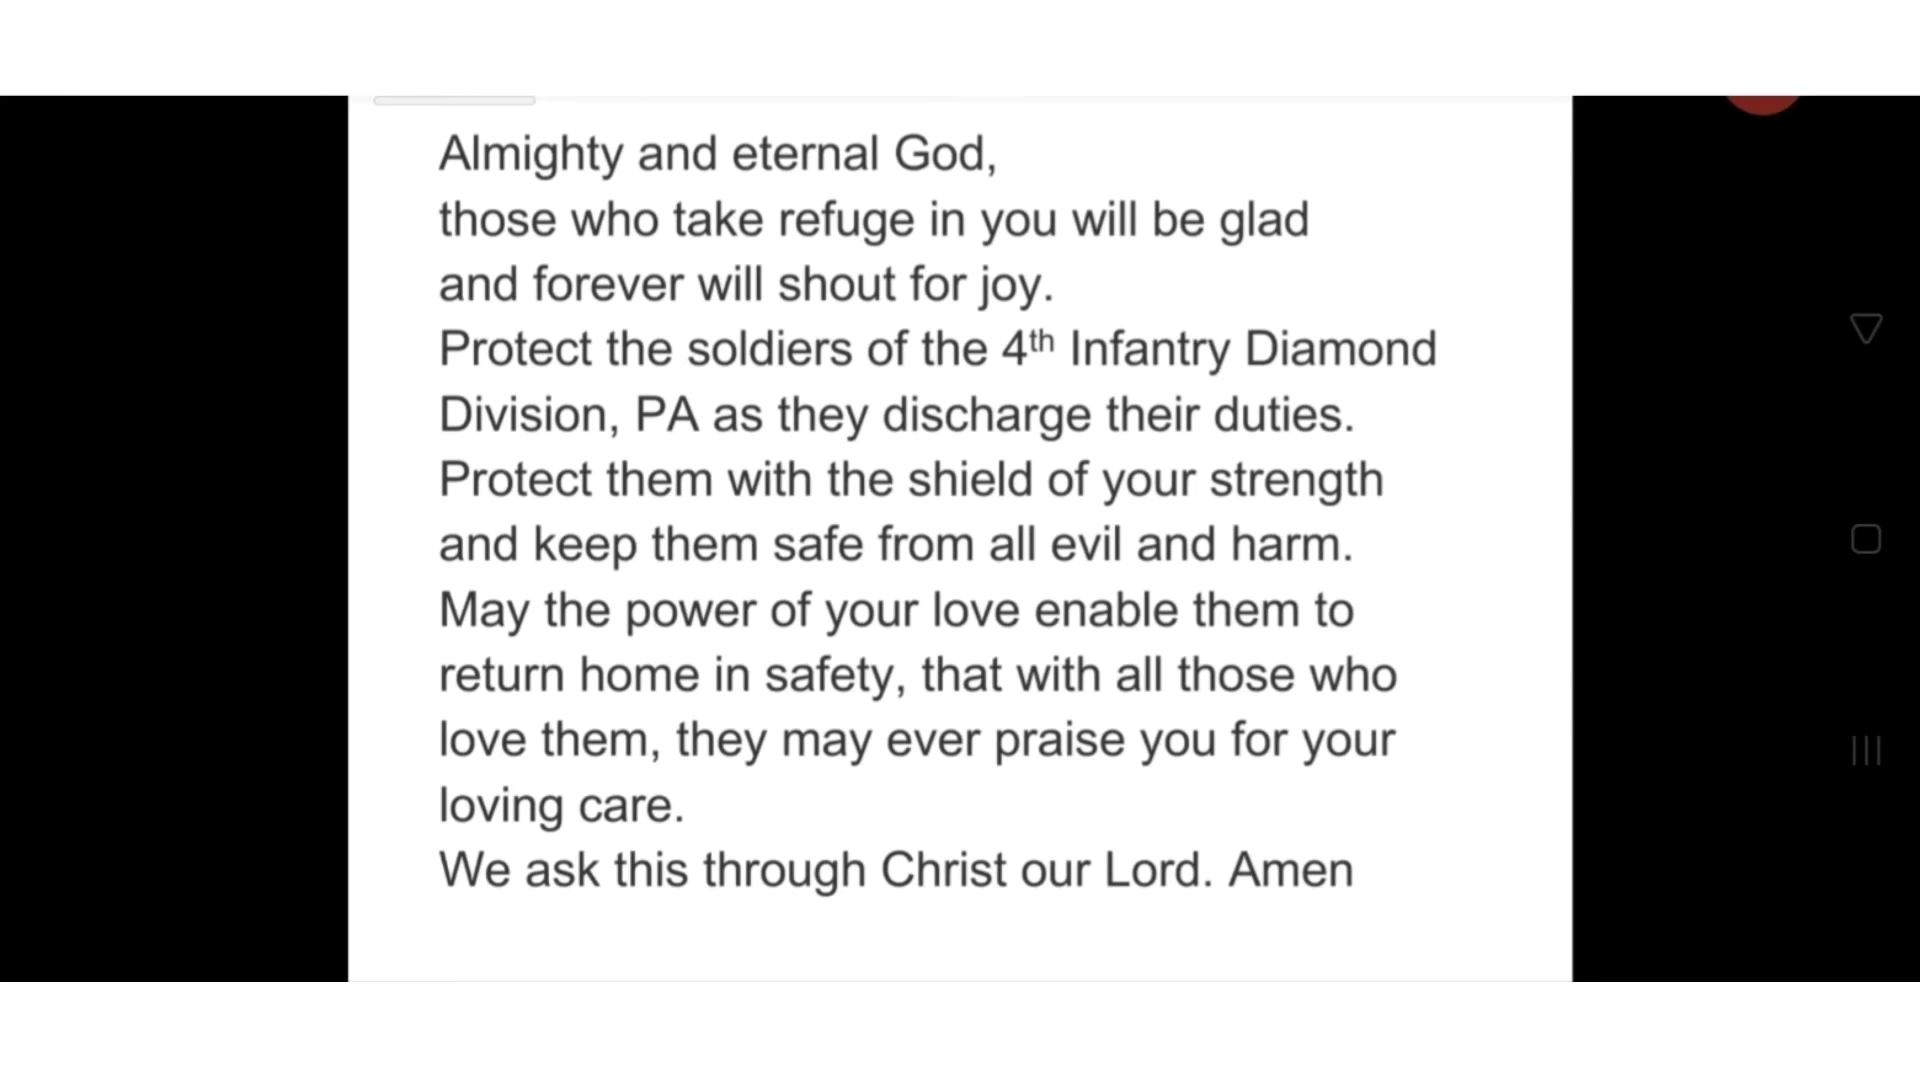 Almighty and eternal God,
those who take refuge in you will be glad
and forever will shout for joy.
Protect the soldiers of the 4th Infantry Diamond
Division, PA as they discharge their duties.
Protect them with the shield of your strength
and keep them safe from all evil and harm.
May the power of your love enable them to
return home in safety, that with all those who
love them, they may ever praise you for your
loving care.
We ask this through Christ our Lord. Amen